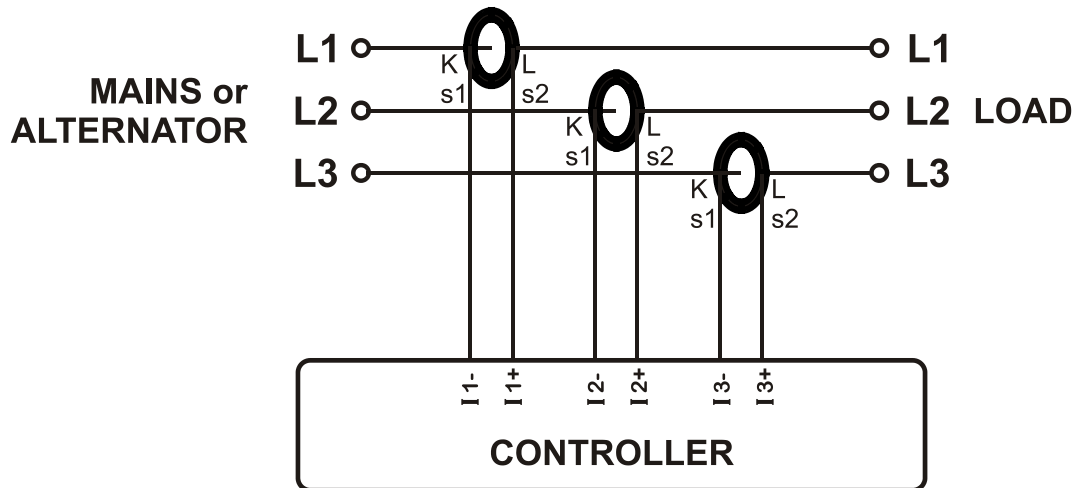 L1
L1
K
L
s1
s2
MAINS or
ALTERNATOR
L2
L2
LOAD
K
L
s1
s2
L3
L3
K
L
s1
s2
I1-
I1+
I2-
I2+
I3-
I3+
CONTROLLER